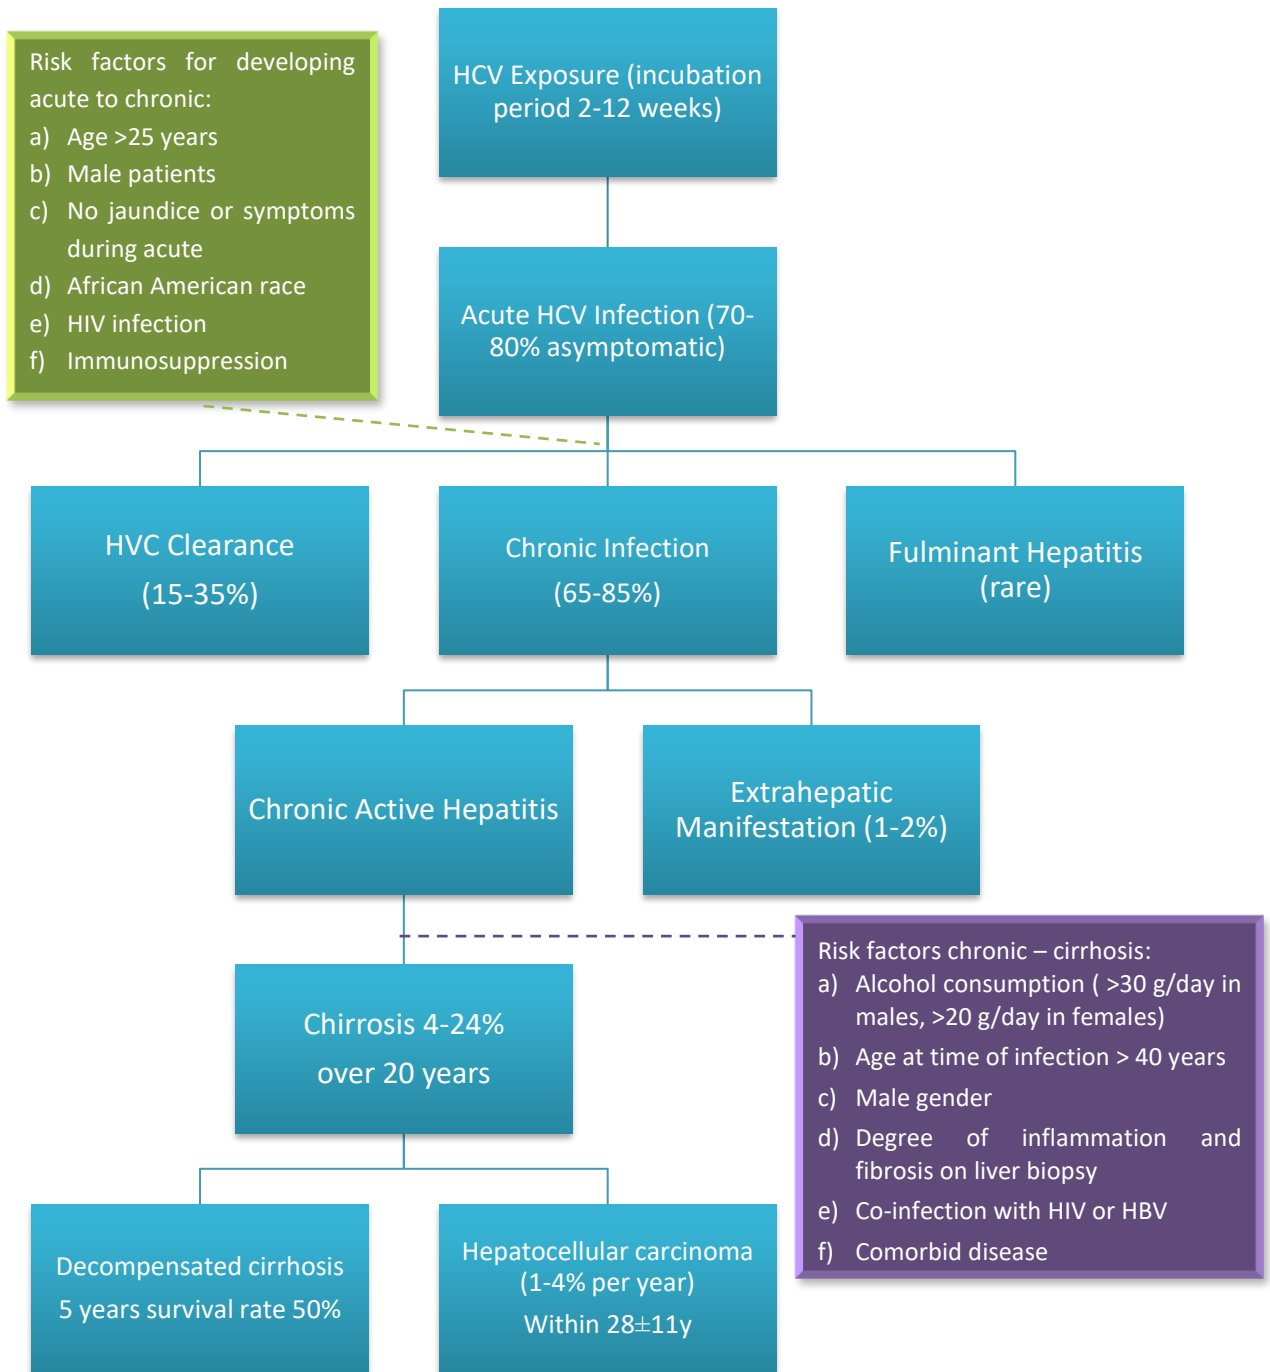 Risk factors for developing
acute to chronic:
a) Age >25 years
b) Male patients
c) No jaundice or symptoms
during acute
d) African American race
e) HIV infection
f) Immunosuppression
HCV Exposure (incubation
period 2-12 weeks)
Acute HCV Infection (70-
80% asymptomatic)
HVC Clearance
(15-35%)
Chronic Infection
(65-85%)
Fulminant Hepatitis
(rare)
Chronic Active Hepatitis
Extrahepatic
Manifestation (1-2%)
Risk factors chronic – cirrhosis:
a) Alcohol consumption ( >30 g/day in
males, >20 g/day in females)
b) Age at time of infection > 40 years
c) Male gender
d) Degree of inflammation and
fibrosis on liver biopsy
e) Co-infection with HIV or HBV
f) Comorbid disease
Chirrosis 4-24%
over 20 years
Decompensated cirrhosis
5 years survival rate 50%
Hepatocellular carcinoma
(1-4% per year)
Within 28±11y